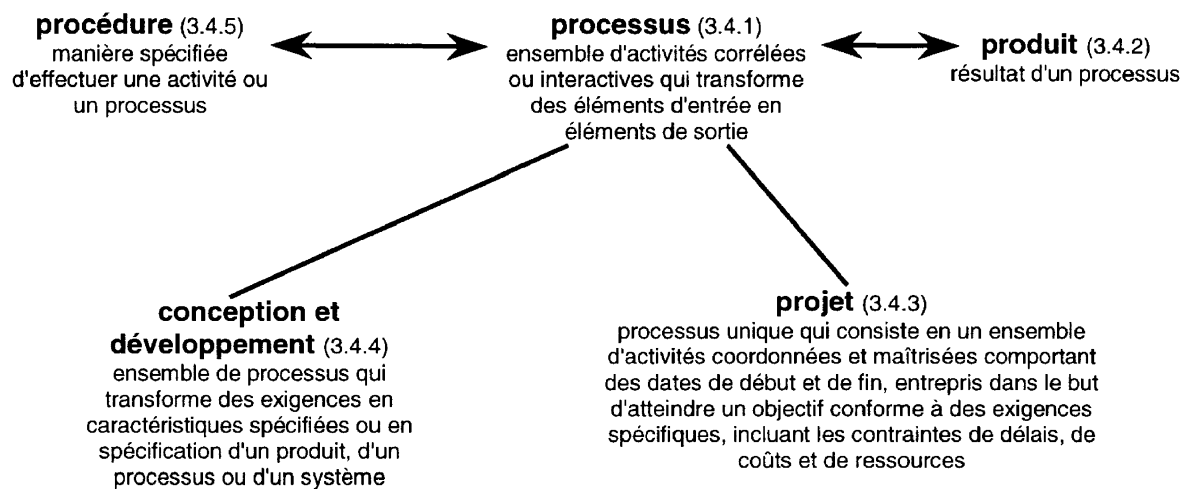 procédure (3.4.5)
manière spécifiée
d'effectuer une activité ou
un processus
processus (3.4.1)
ensemble d'activités corrélées
ou interactives qui transforme
des éléments d'entrée en
éléments de sortie
produit (3.4.2)
résultat d'un processus
conception et
développement (3.4.4)
ensemble de processus qui
transforme des exigences en
caractéristiques spécifiées ou en
spécification d'un produit, d'un
processus ou d'un système
projet (3.4.3)
processus unique qui consiste en un ensemble
d'activités coordonnées et maîtrisées comportant
des dates de début et de fin, entrepris dans le but
d'atteindre un objectif conforme à des exigences
spécifiques, incluant les contraintes de délais, de
coûts et de ressources